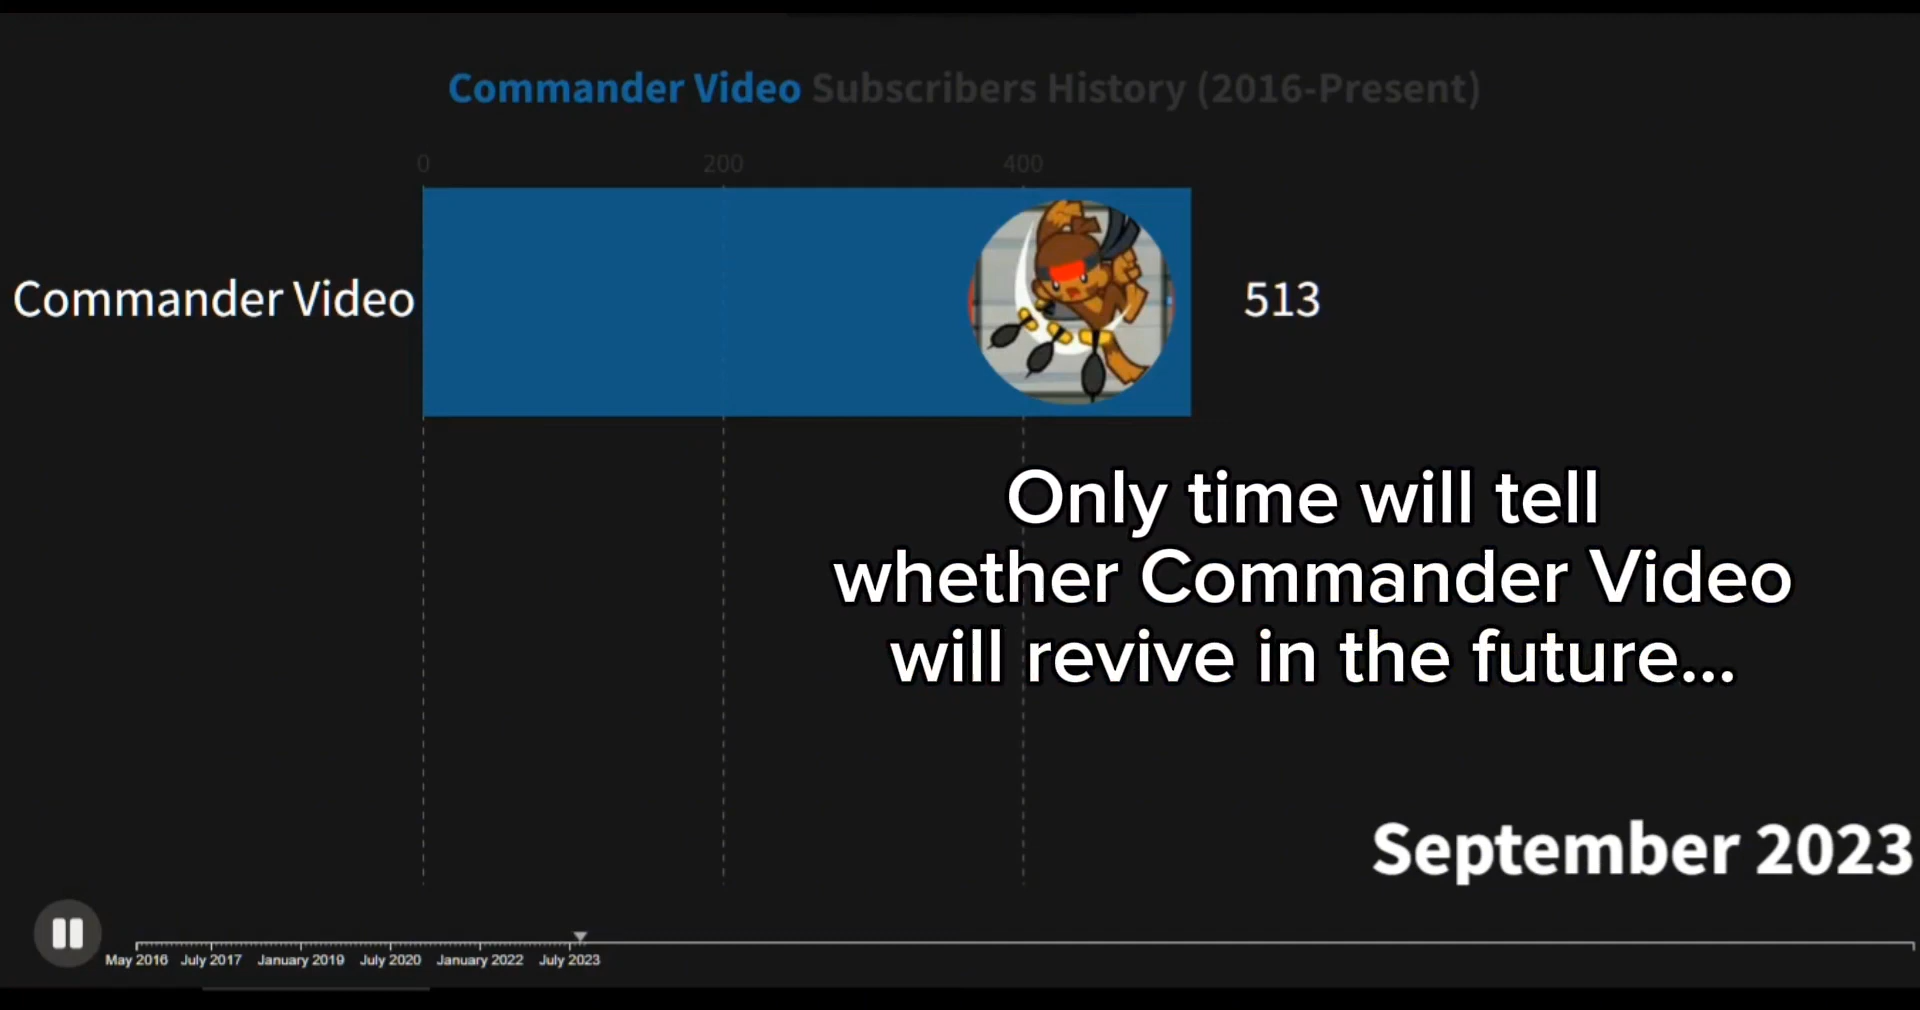 Commander Video Subscribers History (2016-Present)
0 200 400
Commander Video 513
Only time will tell
whether Commander Video
will revive in the future...
September 2023
May 2016 July 2017 January 2019 July 2020 January 2022 July 2023